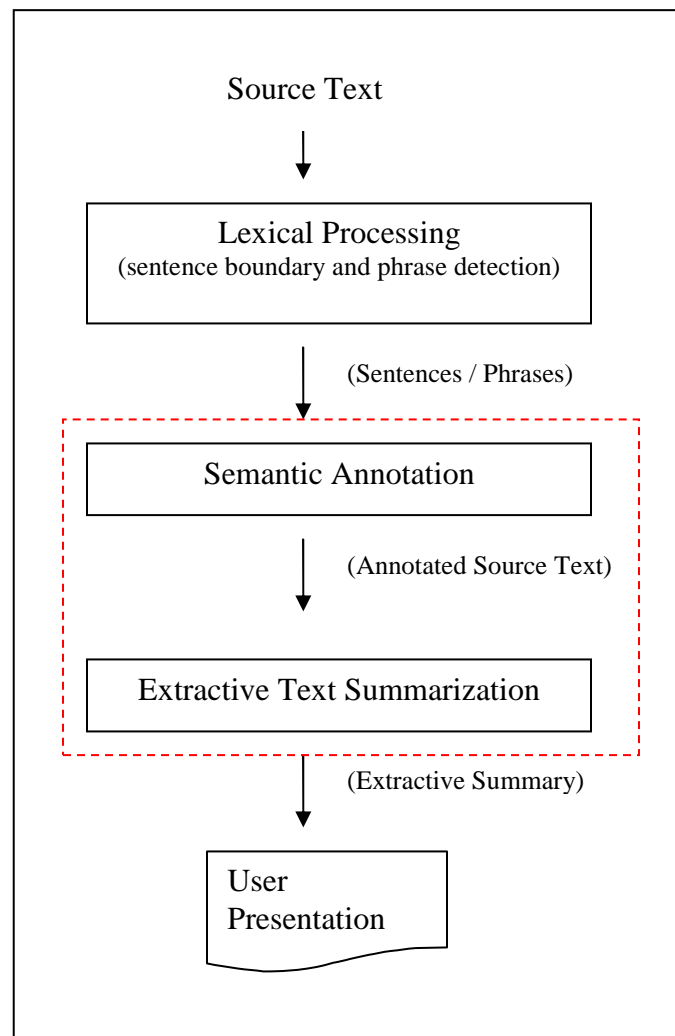 Source Text
Lexical Processing
(sentence boundary and phrase detection)
(Sentences / Phrases)
Semantic Annotation
(Annotated Source Text)
Extractive Text Summarization
(Extractive Summary)
User
Presentation